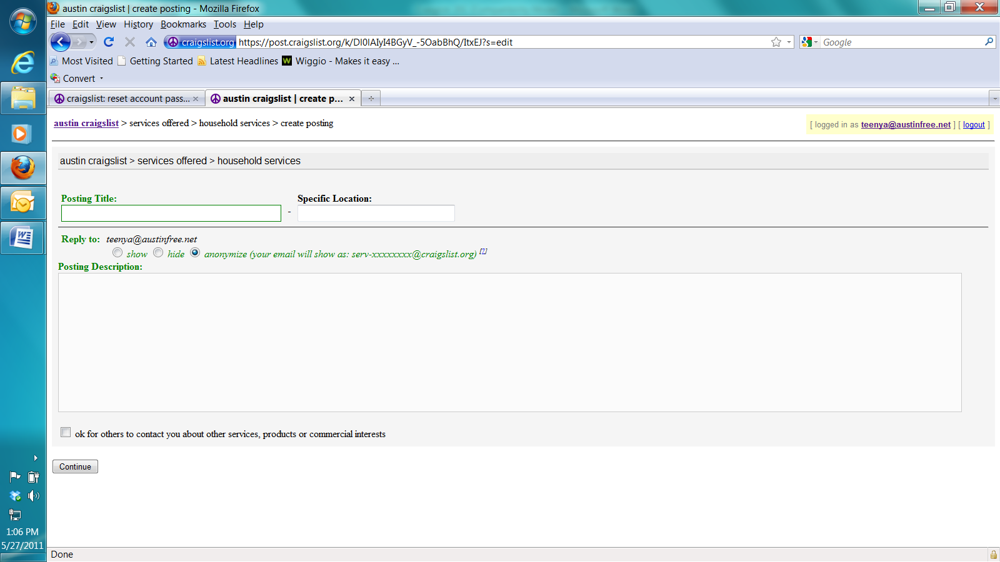 austin craigslist | create posting - Mozilla Firefox
File Edit View History Bookmarks Tools Help
craigslist.org https://post.craigslist.org/k/DI0IAIyI4BGyV_-5OabBhQ/ItxEJ?s=edit Google
Most Visited Getting Started Latest Headlines W Wiggio - Makes it easy ...
Convert
craigslist: reset account pass... austin craigslist | create p...
austin craigslist > services offered > household services > create posting [ logged in as teenya@austinfree.net ] [ logout ]
austin craigslist > services offered > household services
Posting Title: Specific Location:
-
Reply to: teenya@austinfree.net
show hide anonymize (your email will show as: serv-xxxxxxxx@craigslist.org) [?]
Posting Description:
ok for others to contact you about other services, products or commercial interests
Continue
1:06 PM
5/27/2011
Done